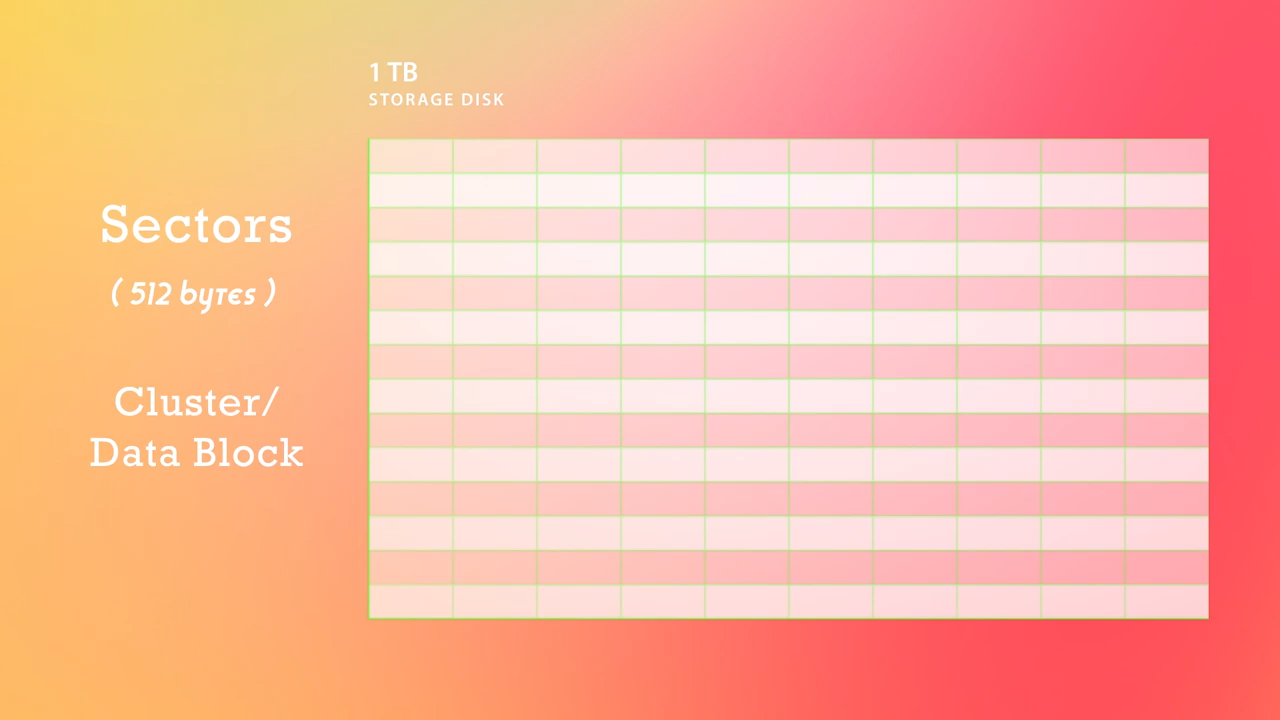 1 TB
STORAGE DISK
Sectors
( 512 bytes )
Cluster/
Data Block